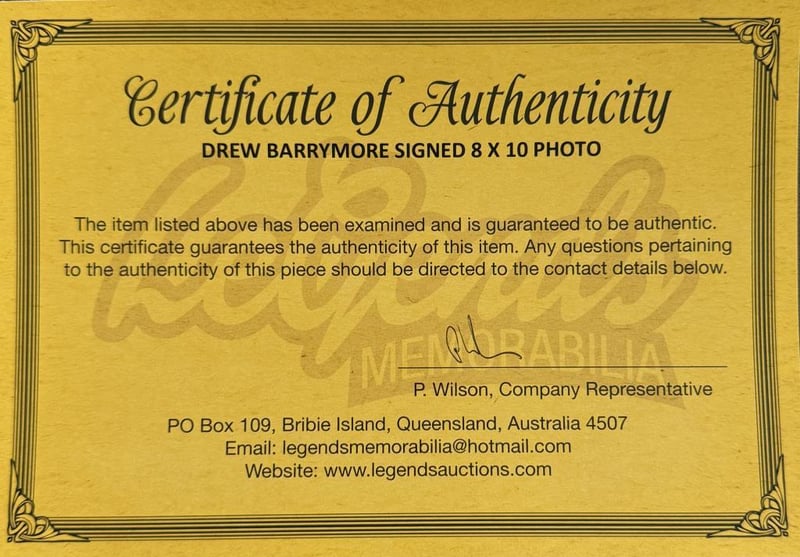 Certificate of Authenticity
DREW BARRYMORE SIGNED 8 X 10 PHOTO
Legends
MEMORABILIA
The item listed above has been examined and is guaranteed to be authentic.
This certificate guarantees the authenticity of this item. Any questions pertaining
to the authenticity of this piece should be directed to the contact details below.
P. Wilson, Company Representative
PO Box 109, Bribie Island, Queensland, Australia 4507
Email: legendsmemorabilia@hotmail.com
Website: www.legendsauctions.com